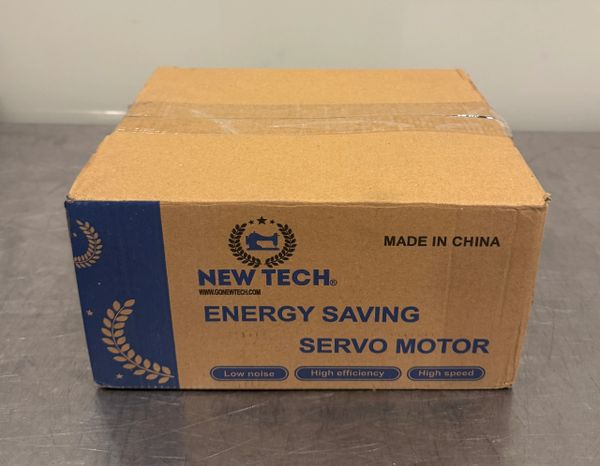 MADE IN CHINA
NEW TECH®
WWW.GONEWTECH.COM
ENERGY SAVING
SERVO MOTOR
Low noise
High efficiency
High speed